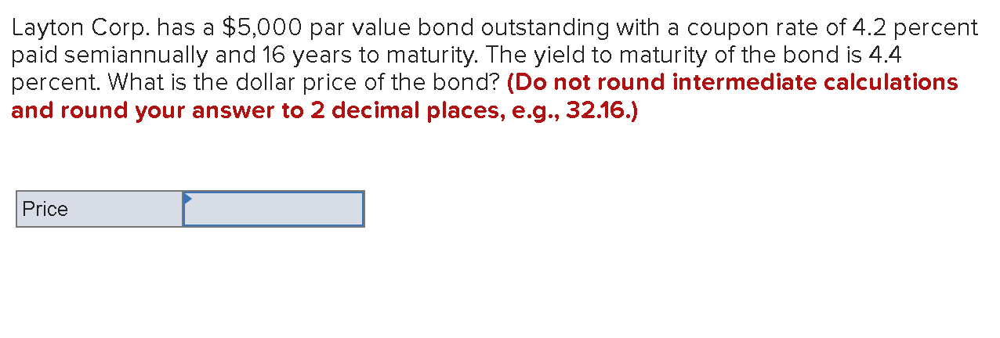 Layton Corp. has a $5,000 par value bond outstanding with a coupon rate of 4.2 percent
paid semiannually and 16 years to maturity. The yield to maturity of the bond is 4.4
percent. What is the dollar price of the bond? (Do not round intermediate calculations
and round your answer to 2 decimal places, e.g., 32.16.)
Price